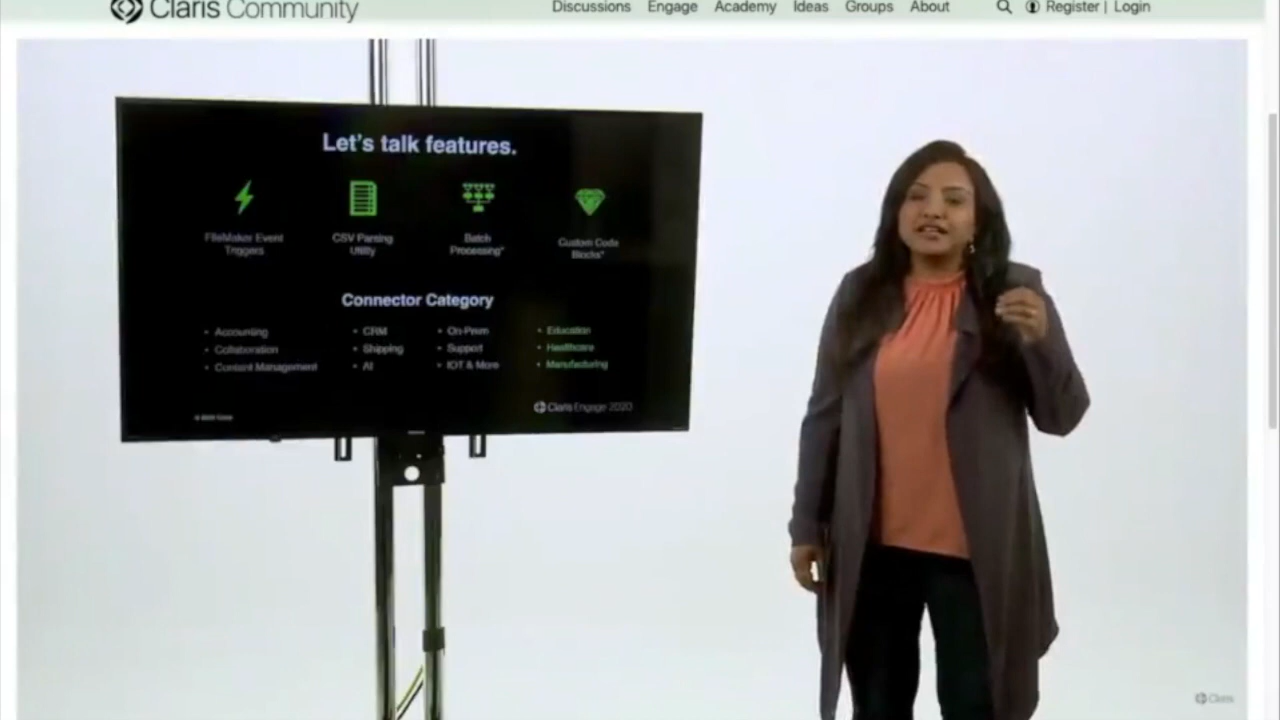 Claris Community
Discussions Engage Academy Ideas Groups About Register | Login
Let's talk features.
FileMaker Event
Triggers
CSV Parsing
Utility
Batch
Processing*
Custom Code
Blocks*
Connector Category
• Accounting
• Collaboration
• Content Management
• CRM
• Shipping
• AI
• On-Prem
• Support
• IOT & More
• Education
• Healthcare
• Manufacturing
Claris Engage 2020
Claris